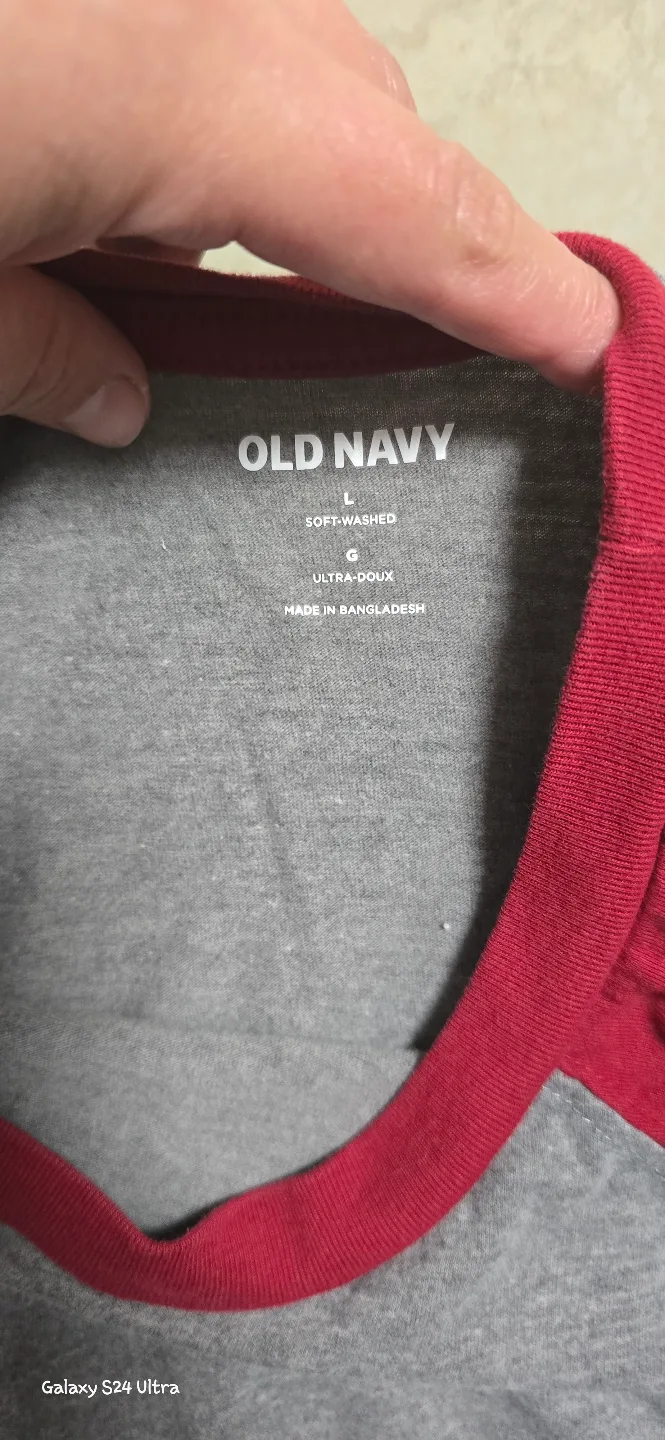 OLD NAVY
L
SOFT-WASHED
G
ULTRA-DOUX
MADE IN BANGLADESH
Galaxy S24 Ultra